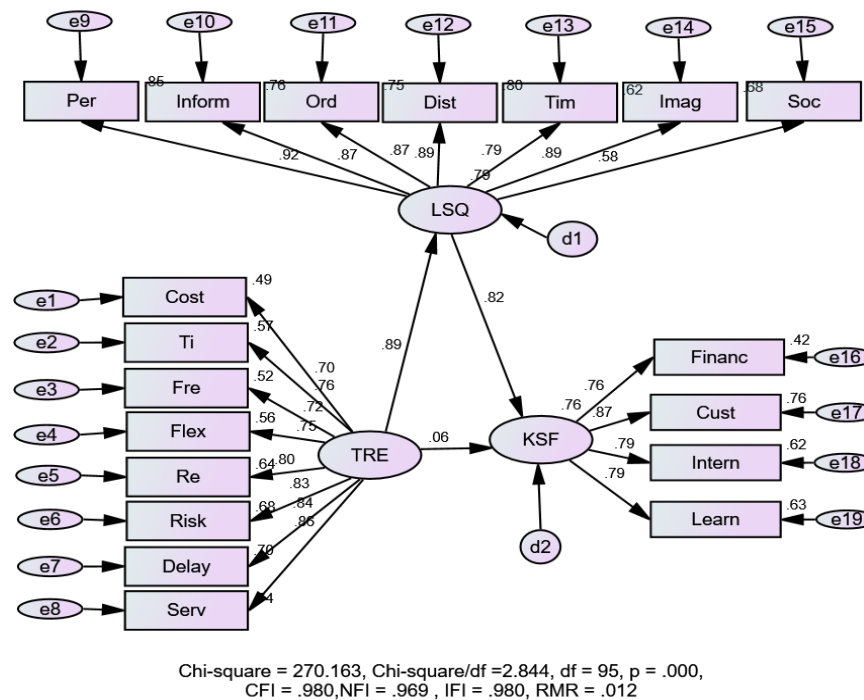 e9 e10 e11 e12 e13 e14 e15
.85 .76 .75 .80 .62 .68
Per Inform Ord Dist Tim Imag Soc
.92 .87 .87 .89 .79 .89 .58
.79
LSQ
d1
.49
e1 Cost
.82
.57
e2 Ti
.89
.42
.70
Financ e16
.52
.76
e3 Fre
.76
.76
.72
.76 .87
Cust e17
.56
.75
e4 Flex
.06
KSF
.62
TRE
.79
Intern e18
.64 .80
e5 Re
.83
.79
.63
.68 .84
e6 Risk
Learn e19
d2
.70
e7 Delay
e8 Serv
Chi-square = 270.163, Chi-square/df =2.844, df = 95, p = .000,
CFI = .980,NFI = .969 , IFI = .980, RMR = .012